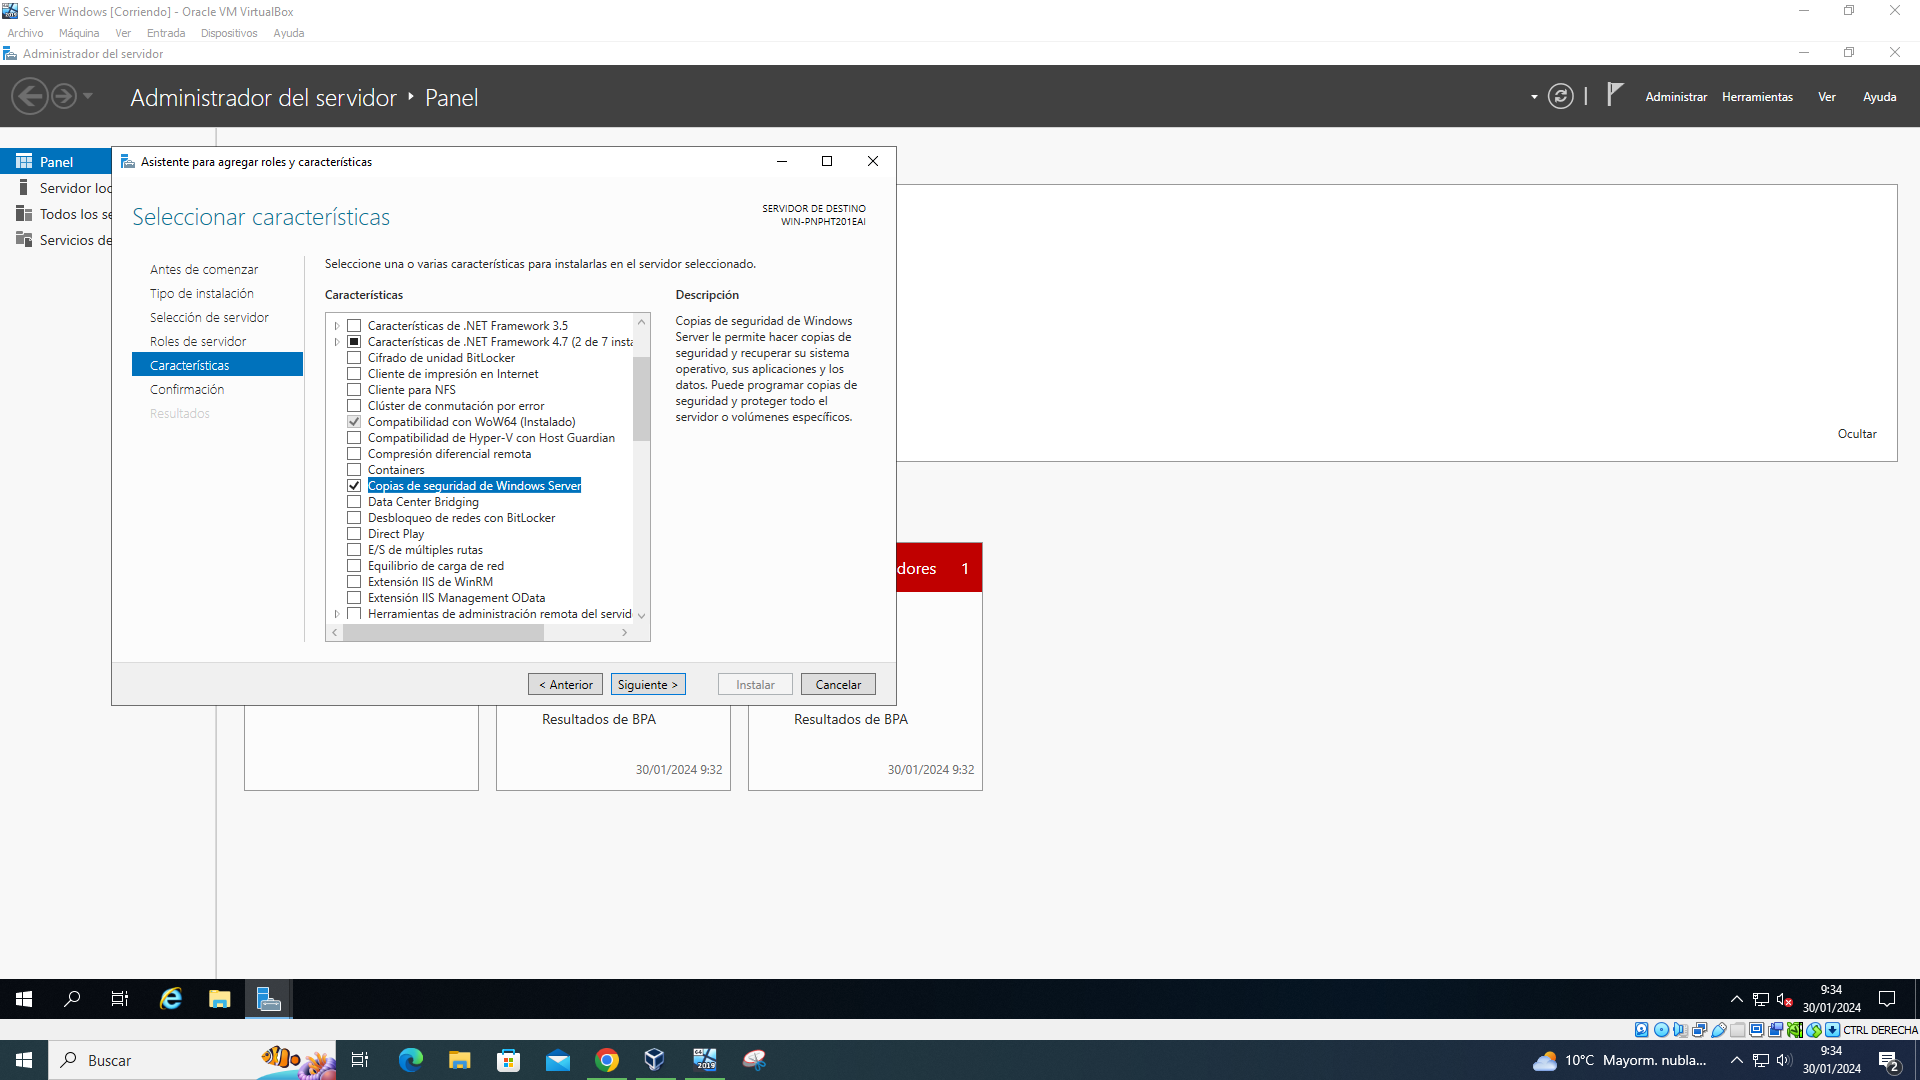 Server Windows [Corriendo] - Oracle VM VirtualBox
Archivo Máquina Ver Entrada Dispositivos Ayuda
Administrador del servidor
Administrador del servidor Panel
Administrar Herramientas Ver Ayuda
Panel
Servidor loc
Todos los se
Servicios de
Asistente para agregar roles y características
Seleccionar características
SERVIDOR DE DESTINO
WIN-PNPHT201EAI
Antes de comenzar
Tipo de instalación
Selección de servidor
Roles de servidor
Características
Confirmación
Resultados
Seleccione una o varias características para instalarlas en el servidor seleccionado.
Características
Características de .NET Framework 3.5
Características de .NET Framework 4.7 (2 de 7 insta
Cifrado de unidad BitLocker
Cliente de impresión en Internet
Cliente para NFS
Clúster de conmutación por error
Compatibilidad con WoW64 (Instalado)
Compatibilidad de Hyper-V con Host Guardian
Compresión diferencial remota
Containers
Copias de seguridad de Windows Server
Data Center Bridging
Desbloqueo de redes con BitLocker
Direct Play
E/S de múltiples rutas
Equilibrio de carga de red
Extensión IIS de WinRM
Extensión IIS Management OData
Herramientas de administración remota del servid
Descripción
Copias de seguridad de Windows
Server le permite hacer copias de
seguridad y recuperar su sistema
operativo, sus aplicaciones y los
datos. Puede programar copias de
seguridad y proteger todo el
servidor o volúmenes específicos.
< Anterior Siguiente > Instalar Cancelar
Ocultar
dores 1
Resultados de BPA
30/01/2024 9:32
Resultados de BPA
30/01/2024 9:32
9:34
30/01/2024
CTRL DERECHA
Buscar
2019
10°C Mayorm. nubla...
9:34
30/01/2024
2